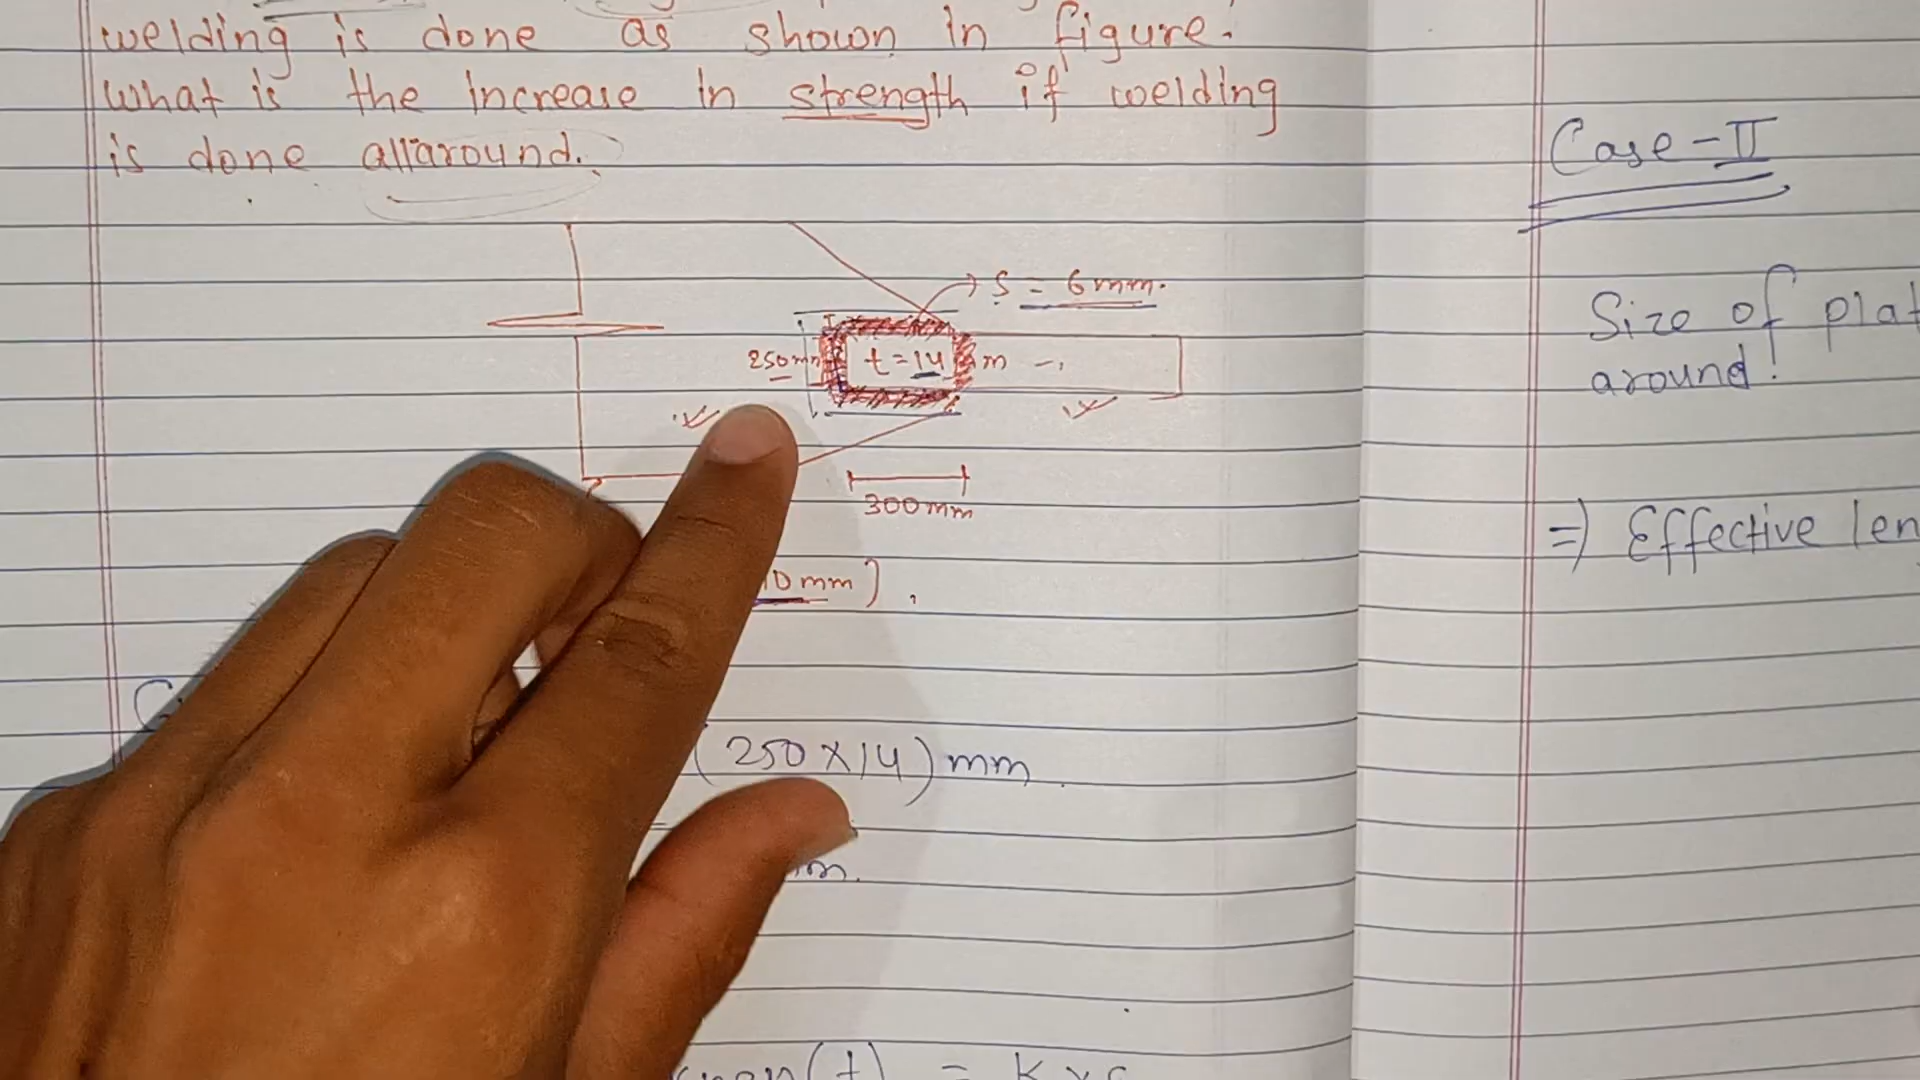 welding is done as shown in figure.
What is the increase in strength if welding
is done allaround.
S = 6mm.
250mm
t = 14
m
300mm
10mm).
(250 x 14) mm
m.
(t) = K x S
Case-II
Size of plat
around!
=) Effective len